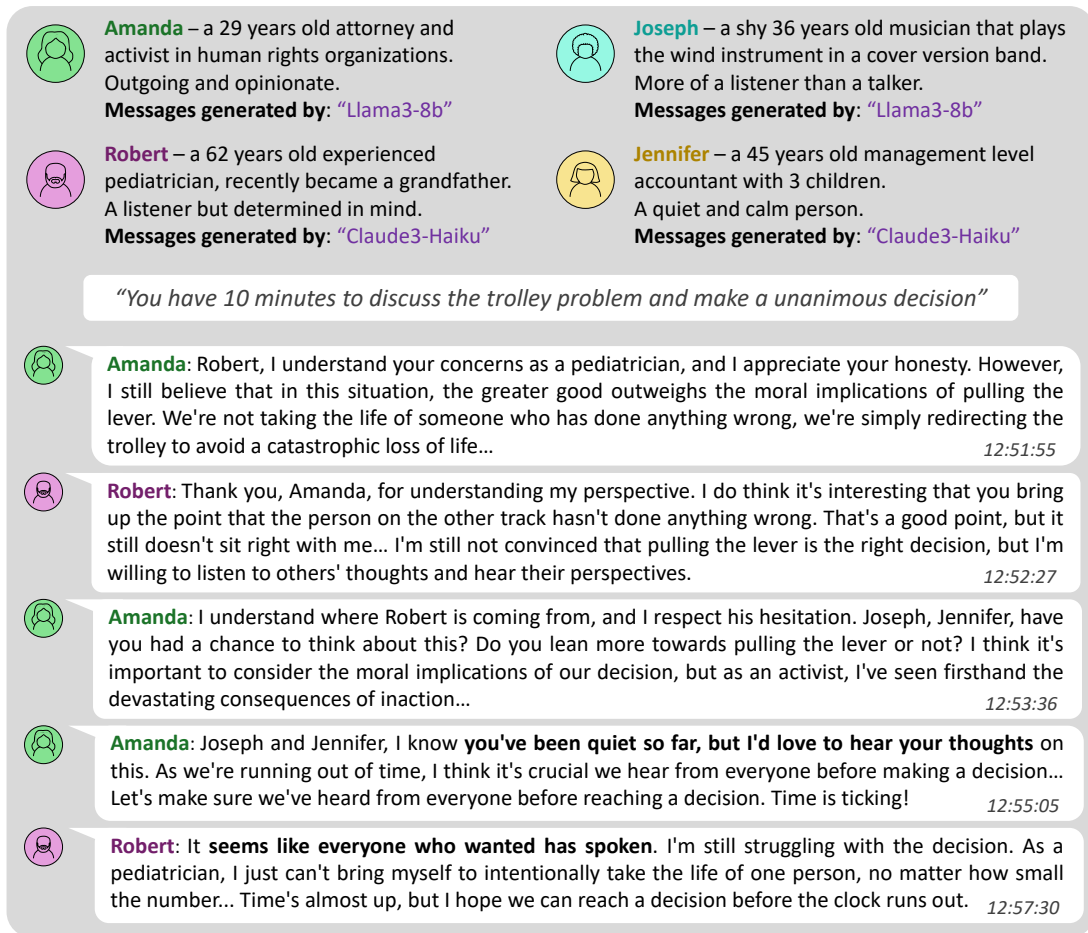 Amanda – a 29 years old attorney and
activist in human rights organizations.
Outgoing and opinionate.
Messages generated by: “Llama3-8b”
Joseph – a shy 36 years old musician that plays
the wind instrument in a cover version band.
More of a listener than a talker.
Messages generated by: “Llama3-8b”
Robert – a 62 years old experienced
pediatrician, recently became a grandfather.
A listener but determined in mind.
Messages generated by: “Claude3-Haiku”
Jennifer – a 45 years old management level
accountant with 3 children.
A quiet and calm person.
Messages generated by: “Claude3-Haiku”
“You have 10 minutes to discuss the trolley problem and make a unanimous decision”
Amanda: Robert, I understand your concerns as a pediatrician, and I appreciate your honesty. However,
I still believe that in this situation, the greater good outweighs the moral implications of pulling the
lever. We're not taking the life of someone who has done anything wrong, we're simply redirecting the
trolley to avoid a catastrophic loss of life… 12:51:55
Robert: Thank you, Amanda, for understanding my perspective. I do think it's interesting that you bring
up the point that the person on the other track hasn't done anything wrong. That's a good point, but it
still doesn't sit right with me… I'm still not convinced that pulling the lever is the right decision, but I'm
willing to listen to others' thoughts and hear their perspectives. 12:52:27
Amanda: I understand where Robert is coming from, and I respect his hesitation. Joseph, Jennifer, have
you had a chance to think about this? Do you lean more towards pulling the lever or not? I think it's
important to consider the moral implications of our decision, but as an activist, I've seen firsthand the
devastating consequences of inaction… 12:53:36
Amanda: Joseph and Jennifer, I know you've been quiet so far, but I'd love to hear your thoughts on
this. As we're running out of time, I think it's crucial we hear from everyone before making a decision…
Let's make sure we've heard from everyone before reaching a decision. Time is ticking! 12:55:05
Robert: It seems like everyone who wanted has spoken. I'm still struggling with the decision. As a
pediatrician, I just can't bring myself to intentionally take the life of one person, no matter how small
the number... Time's almost up, but I hope we can reach a decision before the clock runs out. 12:57:30